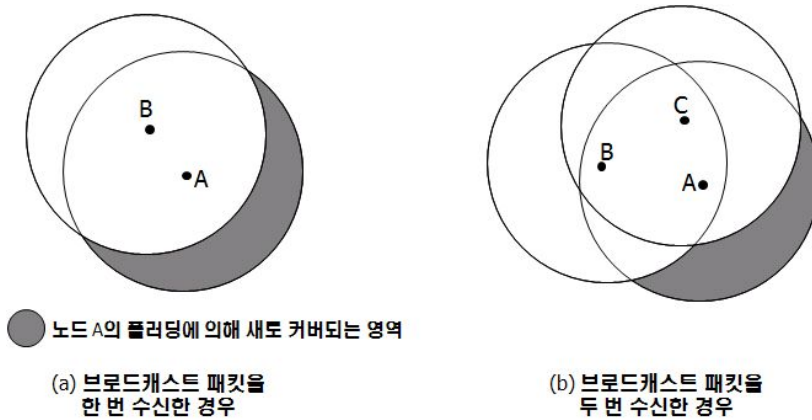 B
A
C
B
A
노드 A의 플러딩에 의해 새로 커버되는 영역
(a) 브로드캐스트 패킷을
한 번 수신한 경우
(b) 브로드캐스트 패킷을
두 번 수신한 경우